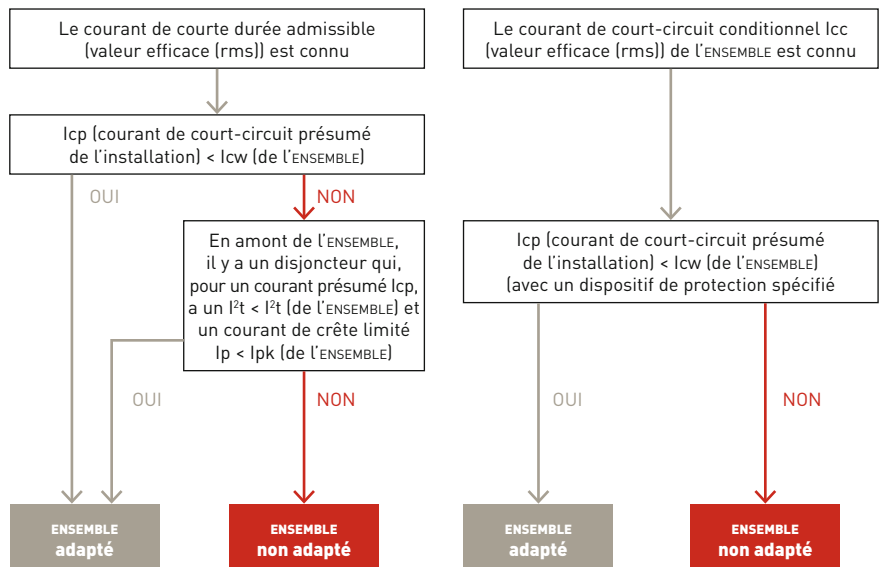 Le courant de courte durée admissible
(valeur efficace (rms)) est connu
Icp (courant de court-circuit présumé
de l'installation) < Icw (de l'ENSEMBLE)
OUI
NON
En amont de l'ENSEMBLE,
il y a un disjoncteur qui,
pour un courant présumé Icp,
a un I²t < I²t (de l'ENSEMBLE) et
un courant de crête limité
Ip < Ipk (de l'ENSEMBLE)
OUI
NON
ENSEMBLE
adapté
ENSEMBLE
non adapté
Le courant de court-circuit conditionnel Icc
(valeur efficace (rms)) de l'ENSEMBLE est connu
Icp (courant de court-circuit présumé
de l'installation) < Icw (de l'ENSEMBLE)
(avec un dispositif de protection spécifié
OUI
NON
ENSEMBLE
adapté
ENSEMBLE
non adapté